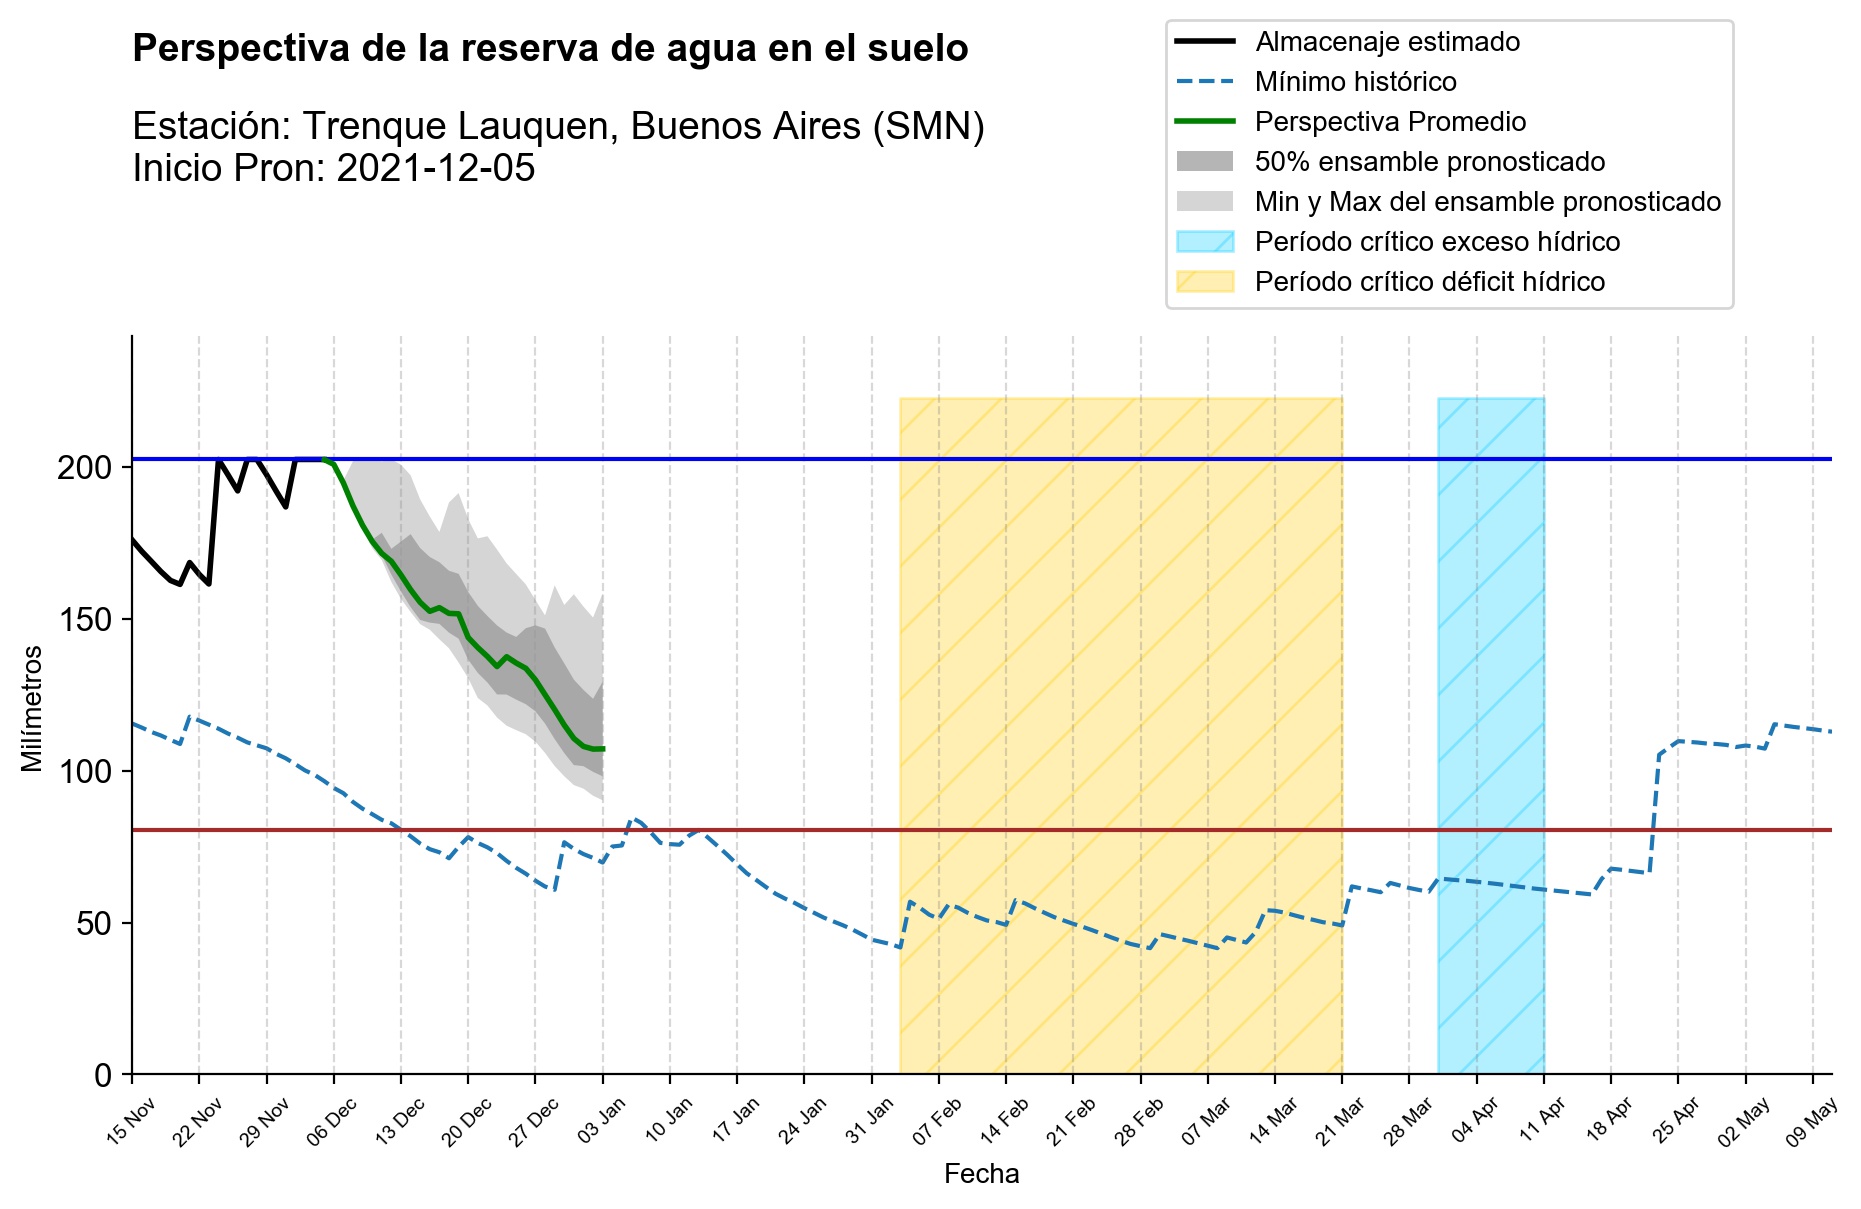 Perspectiva de la reserva de agua en el suelo
Estación: Trenque Lauquen, Buenos Aires (SMN)
Inicio Pron: 2021-12-05
Almacenaje estimado
Mínimo histórico
Perspectiva Promedio
50% ensamble pronosticado
Min y Max del ensamble pronosticado
Período crítico exceso hídrico
Período crítico déficit hídrico
Milímetros
200
150
100
50
0
15 Nov
22 Nov
29 Nov
06 Dec
13 Dec
20 Dec
27 Dec
03 Jan
10 Jan
17 Jan
24 Jan
31 Jan
07 Feb
14 Feb
21 Feb
28 Feb
07 Mar
14 Mar
21 Mar
28 Mar
04 Apr
11 Apr
18 Apr
25 Apr
02 May
09 May
Fecha